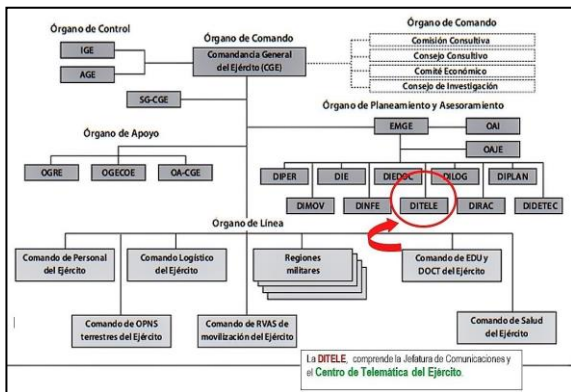 Órgano de Control
IGE
AGE
Órgano de Comando
Comandancia General
del Ejército (CGE)
Órgano de Comando
Comisión Consultiva
Consejo Consultivo
Comité Económico
Consejo de Investigación
SG-CGE
Órgano de Apoyo
OGRE
OGECOE
OA-CGE
Órgano de Planeamiento y Asesoramiento
EMGE
OAI
OAJE
DIPER
DIE
DIEDOC
DILOG
DIPLAN
DIMOV
DINFE
DITELE
DIRAC
DIDETEC
Órgano de Línea
Comando de Personal
del Ejército
Comando Logístico
del Ejército
Regiones
militares
Comando de EDU y
DOCT del Ejército
Comando de OPNS
terrestres del Ejército
Comando de RVAS de
movilización del Ejército
Comando de Salud
del Ejército
La DITELE, comprende la Jefatura de Comunicaciones y
el Centro de Telemática del Ejército.